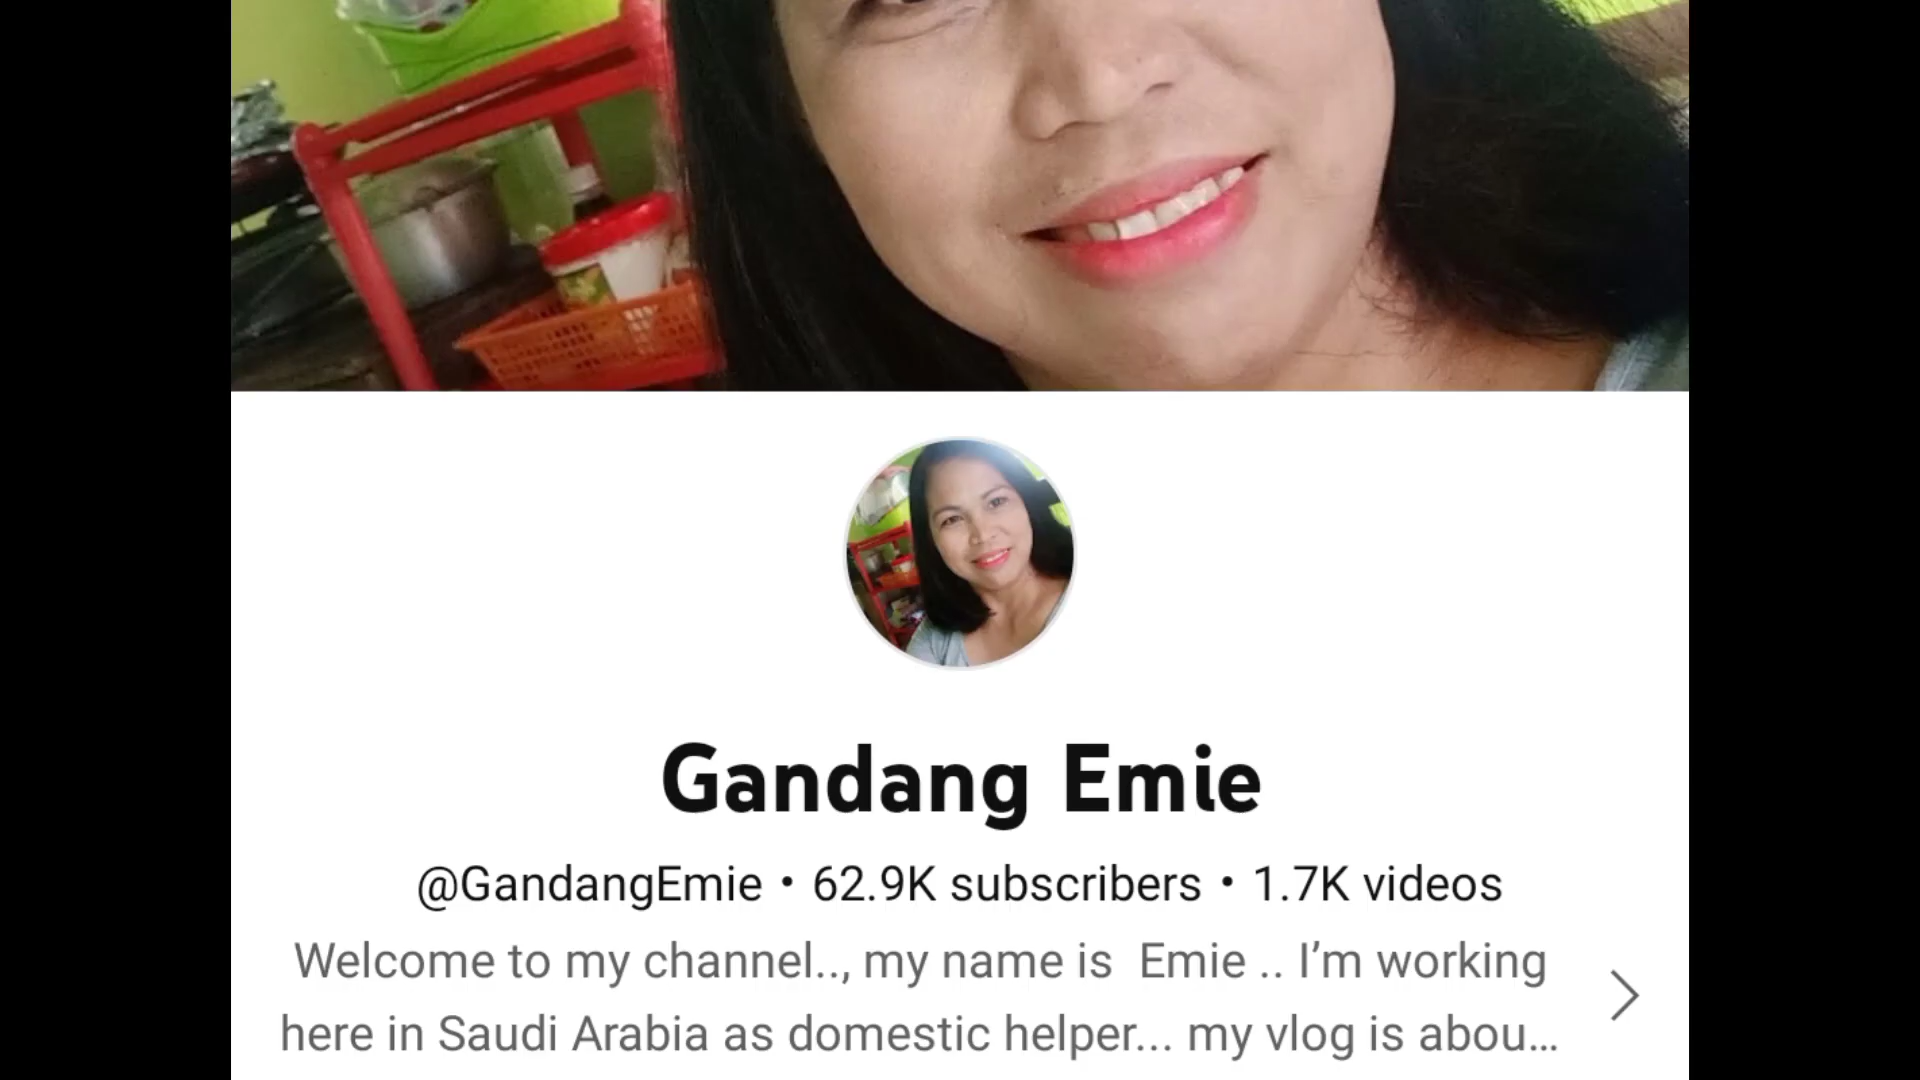 Gandang Emie
@GandangEmie • 62.9K subscribers • 1.7K videos
Welcome to my channel.., my name is  Emie .. I’m working
here in Saudi Arabia as domestic helper... my vlog is abou...